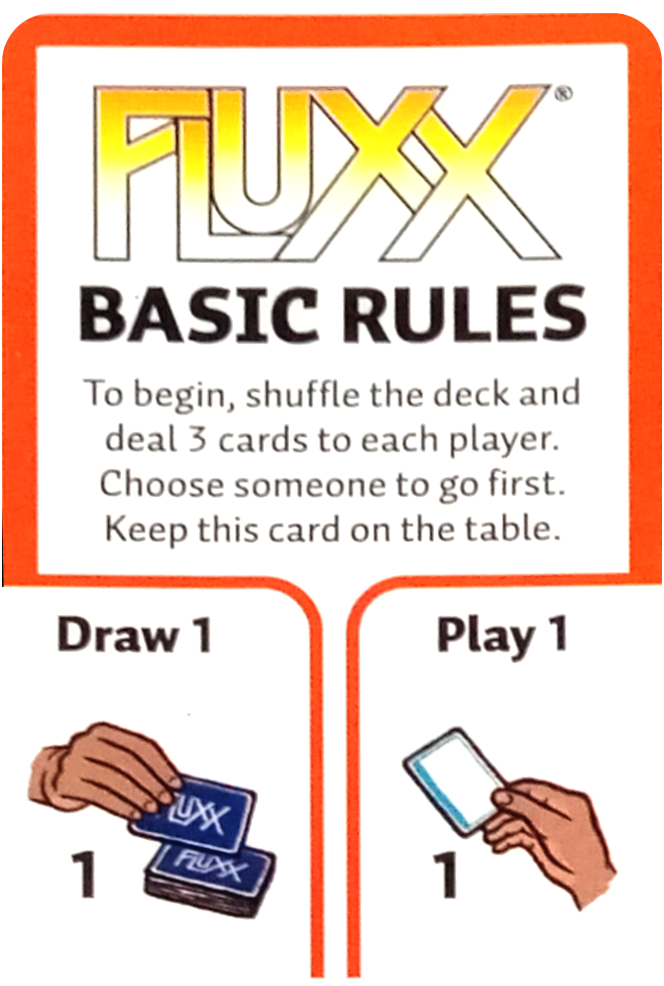 FLUXX®
BASIC RULES
To begin, shuffle the deck and
deal 3 cards to each player.
Choose someone to go first.
Keep this card on the table.
Draw 1
Play 1
FLUXX
FLUXX
1
1